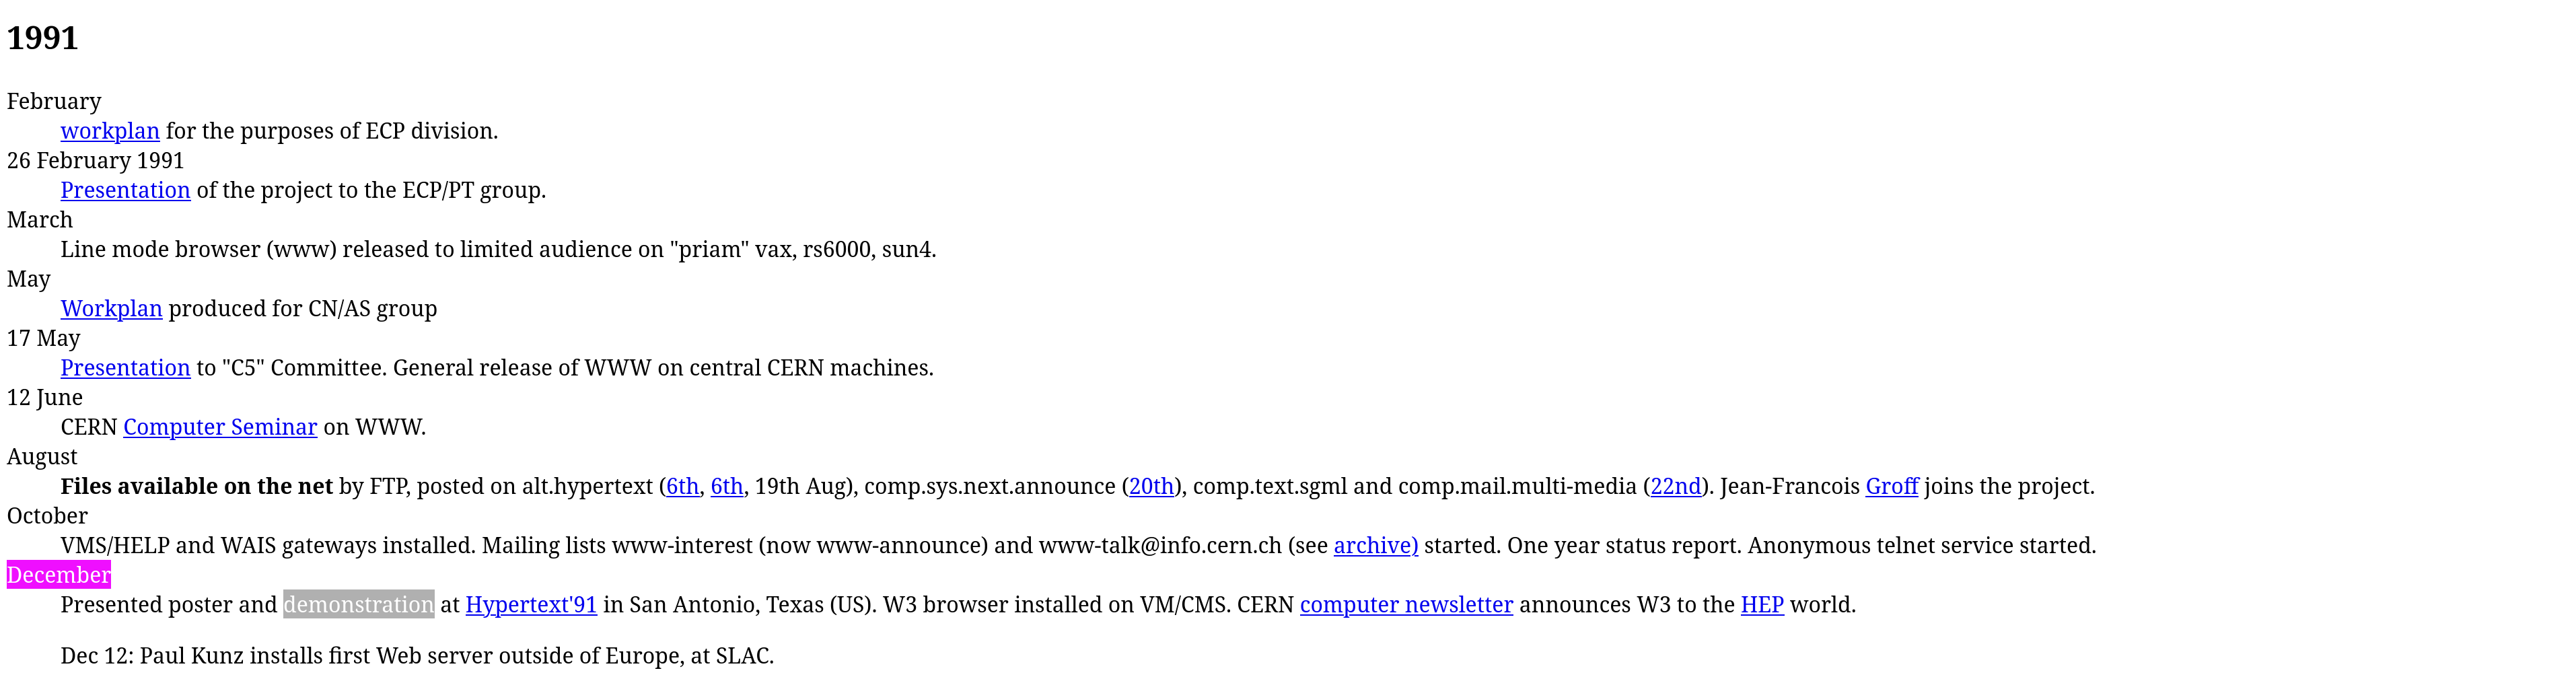 1991
February
workplan for the purposes of ECP division.
26 February 1991
Presentation of the project to the ECP/PT group.
March
Line mode browser (www) released to limited audience on "priam" vax, rs6000, sun4.
May
Workplan produced for CN/AS group
17 May
Presentation to "C5" Committee. General release of WWW on central CERN machines.
12 June
CERN Computer Seminar on WWW.
August
Files available on the net by FTP, posted on alt.hypertext (6th, 6th, 19th Aug), comp.sys.next.announce (20th), comp.text.sgml and comp.mail.multi-media (22nd). Jean-Francois Groff joins the project.
October
VMS/HELP and WAIS gateways installed. Mailing lists www-interest (now www-announce) and www-talk@info.cern.ch (see archive) started. One year status report. Anonymous telnet service started.
December
Presented poster and demonstration at Hypertext'91 in San Antonio, Texas (US). W3 browser installed on VM/CMS. CERN computer newsletter announces W3 to the HEP world.
Dec 12: Paul Kunz installs first Web server outside of Europe, at SLAC.